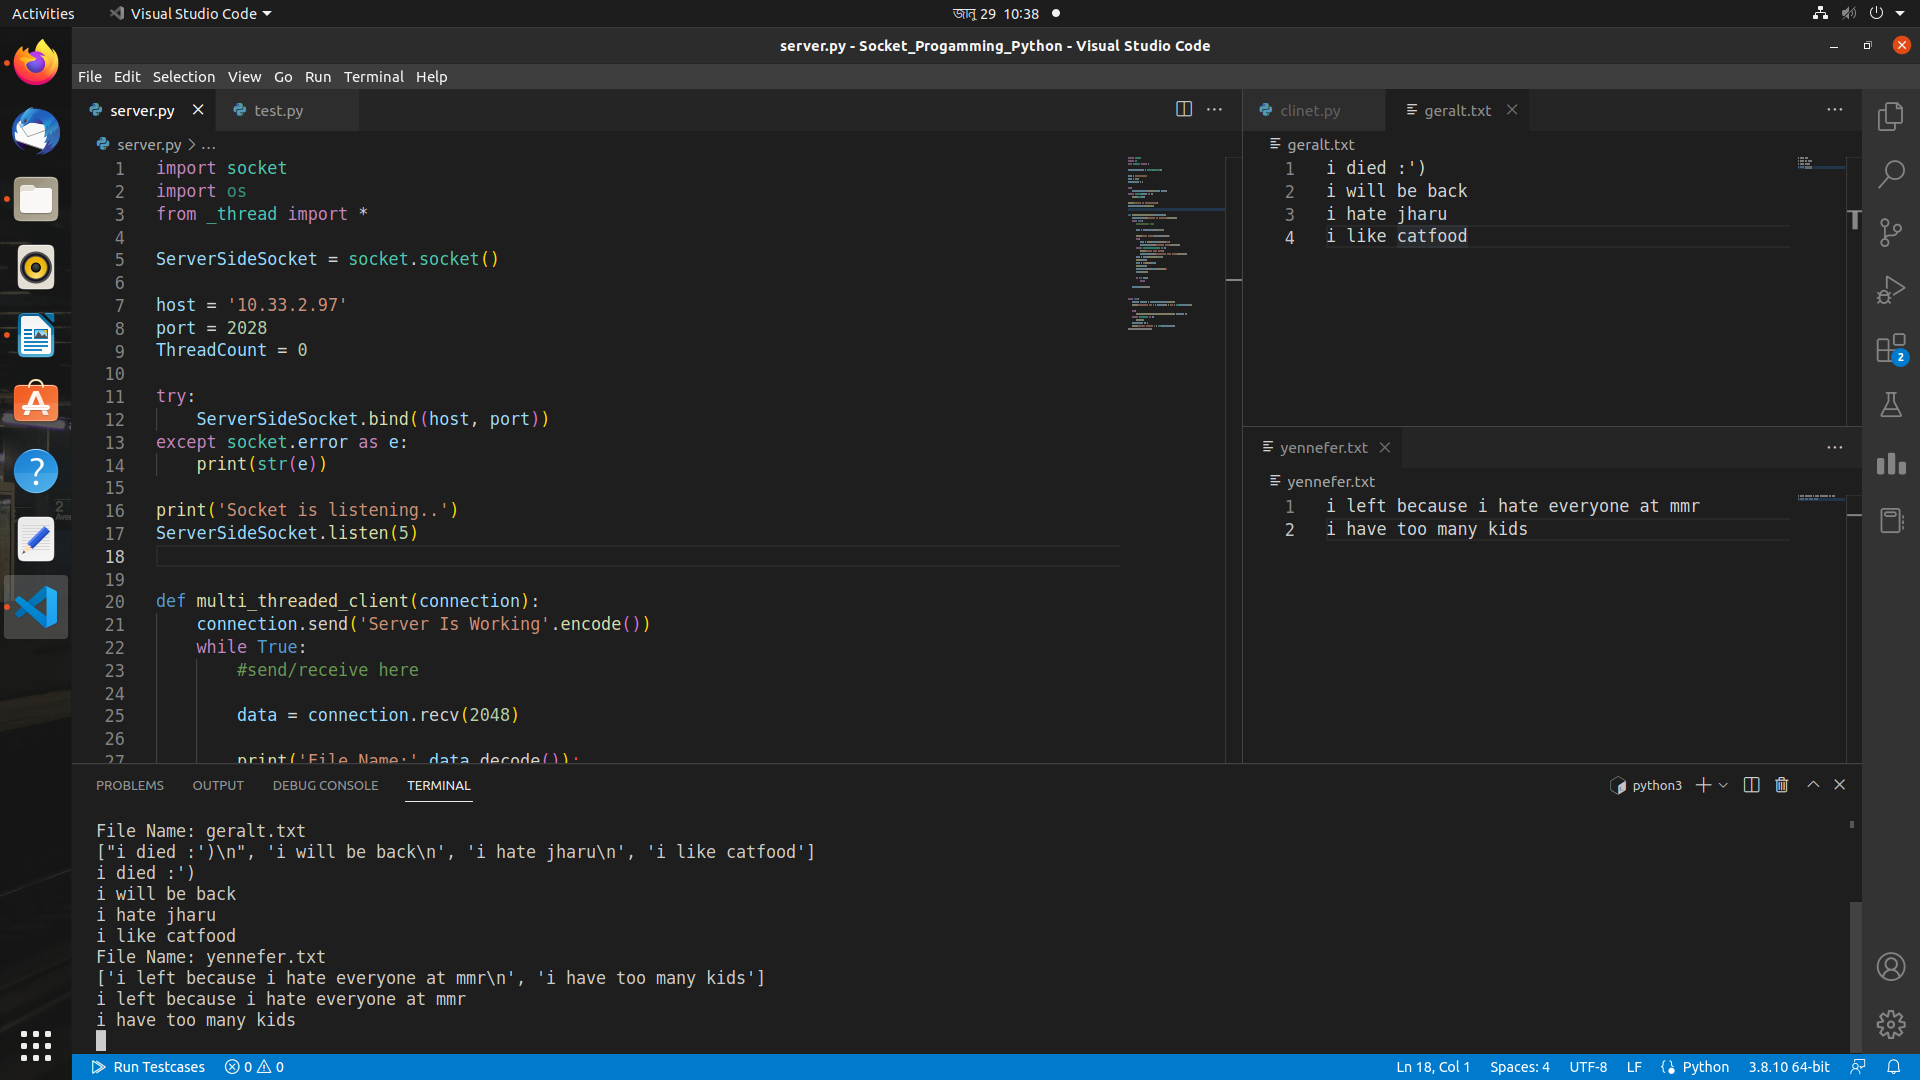 Activities
Visual Studio Code
জানু 29 10:38
server.py - Socket_Progamming_Python - Visual Studio Code
File Edit Selection View Go Run Terminal Help
server.py
test.py
server.py > ...
1 import socket
2 import os
3 from _thread import *
4
5 ServerSideSocket = socket.socket()
6
7 host = '10.33.2.97'
8 port = 2028
9 ThreadCount = 0
10
11 try:
12     ServerSideSocket.bind((host, port))
13 except socket.error as e:
14     print(str(e))
15
16 print('Socket is listening..')
17 ServerSideSocket.listen(5)
18
19
20 def multi_threaded_client(connection):
21     connection.send('Server Is Working'.encode())
22     while True:
23         #send/receive here
24
25         data = connection.recv(2048)
26
27         print('File Name:' data.decode());
clinet.py
geralt.txt
geralt.txt
1 i died :')
2 i will be back
3 i hate jharu
4 i like catfood
yennefer.txt
yennefer.txt
1 i left because i hate everyone at mmr
2 i have too many kids
2
PROBLEMS OUTPUT DEBUG CONSOLE TERMINAL
python3
File Name: geralt.txt
["i died :')\n", 'i will be back\n', 'i hate jharu\n', 'i like catfood']
i died :')
i will be back
i hate jharu
i like catfood
File Name: yennefer.txt
['i left because i hate everyone at mmr\n', 'i have too many kids']
i left because i hate everyone at mmr
i have too many kids
Run Testcases 0 0
Ln 18, Col 1 Spaces: 4 UTF-8 LF Python 3.8.10 64-bit